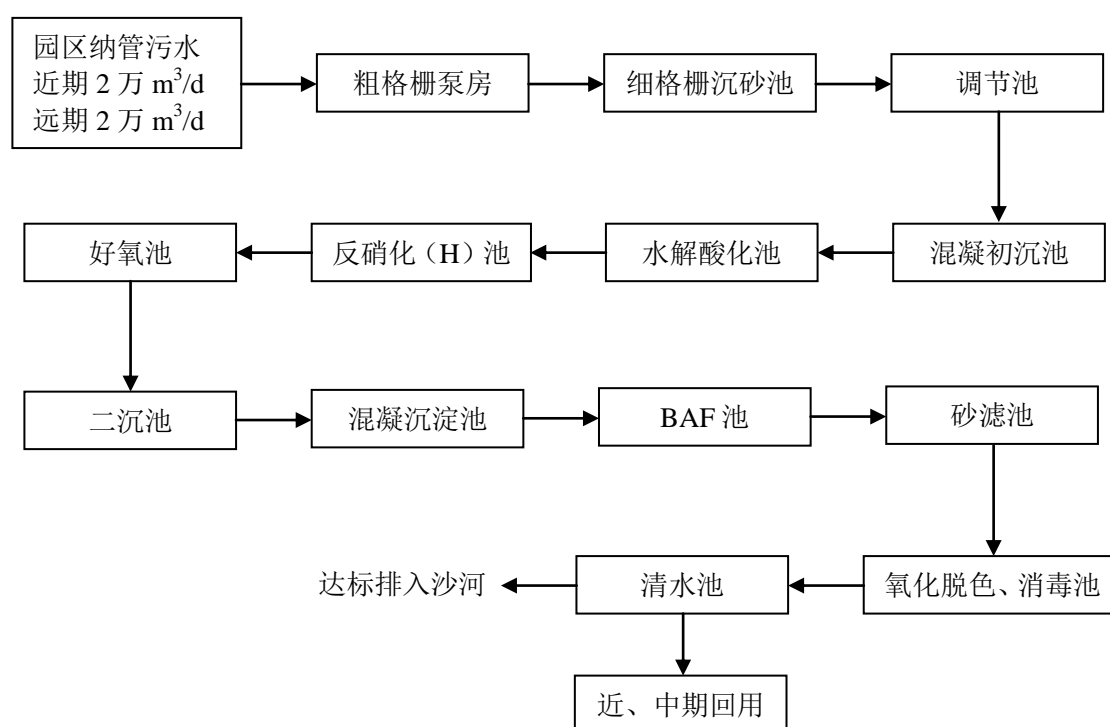 园区纳管污水
近期 2 万 m³/d
远期 2 万 m³/d
粗格栅泵房
细格栅沉砂池
调节池
好氧池
反硝化（H）池
水解酸化池
混凝初沉池
二沉池
混凝沉淀池
BAF 池
砂滤池
达标排入沙河
清水池
氧化脱色、消毒池
近、中期回用